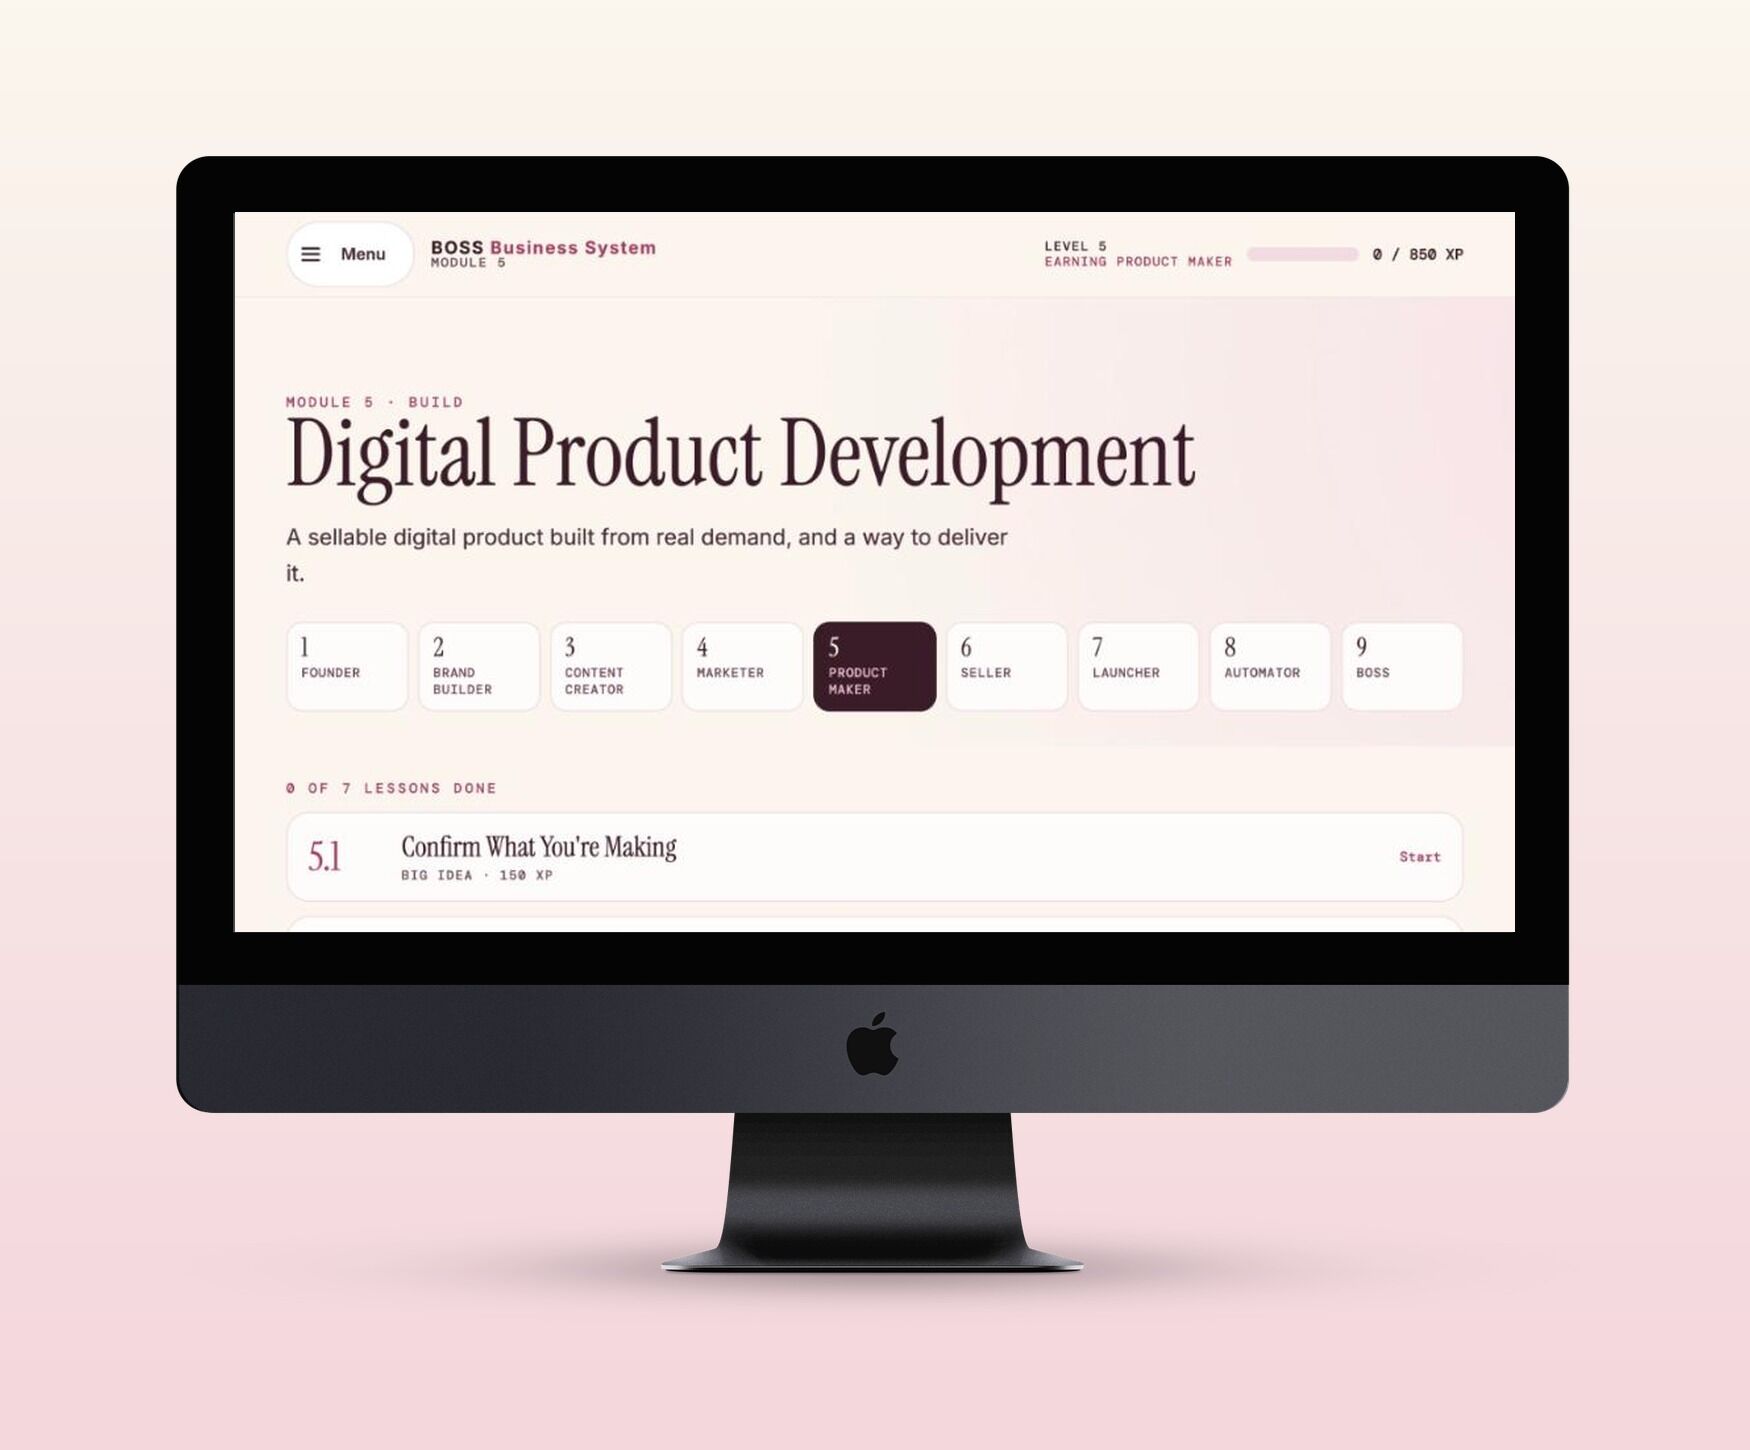 Menu
BOSS Business System
MODULE 5
LEVEL 5
EARNING PRODUCT MAKER
0 / 850 XP
MODULE 5 · BUILD
Digital Product Development
A sellable digital product built from real demand, and a way to deliver
it.
1
FOUNDER
2
BRAND
BUILDER
3
CONTENT
CREATOR
4
MARKETER
5
PRODUCT
MAKER
6
SELLER
7
LAUNCHER
8
AUTOMATOR
9
BOSS
0 OF 7 LESSONS DONE
5.1
Confirm What You're Making
BIG IDEA · 150 XP
Start